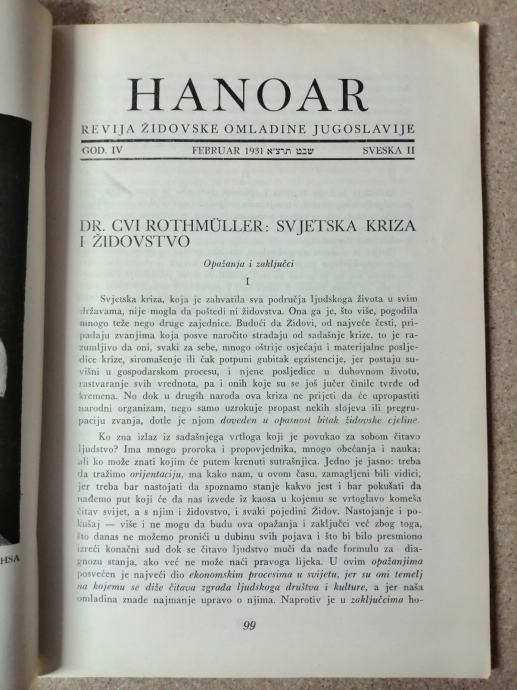 HANOAR
REVIJA ŽIDOVSKE OMLADINE JUGOSLAVIJE
GOD. IV FEBRUAR 1931 שבט תרצ״א SVESKA II
DR. CVI ROTHMÜLLER: SVJETSKA KRIZA
I ŽIDOVSTVO
Opažanja i zaključci
I
Svjetska kriza, koja je zahvatila sva područja ljudskoga života u svim
državama, nije mogla da poštedi ni židovstva. Ona ga je, što više, pogodila
mnogo teže nego druge zajednice. Budoći da Židovi, od najveće česti, pri-
padaju zvanjima koja posve naročito stradaju od sadašnje krize, to je ra-
zumljivo da oni, svaki za sebe, mnogo oštrije osjećaju i materijalne poslje-
dice krize, siromašenje ili čak potpuni gubitak egzistencije, jer postaju su-
višni u gospodarskom procesu, i njene posljedice u duhovnom životu,
rastvaranje svih vrednota, pa i onih koje su se još jučer činile tvrđe od
kremena. No dok u drugih naroda ova kriza ne prijeti da će upropastiti
narodni organizam, nego samo uzrokuje propast nekih slojeva ili pregru-
paciju zvanja, dotle je njom doveden u opasnost bitak židovske cjeline.
Ko zna izlaz iz sadašnjega vrtloga koji je povukao za sobom čitavo
ljudstvo? Ima mnogo proroka i propovjednika, mnogo obećanja i nauka;
ali ko može znati kojim će putem krenuti sutrašnjica. Jedno je jasno: treba
da tražimo orijentaciju, ma kako nam, u ovom času, zamagljeni bili vidici,
jer treba bar nastojati da spoznamo stanje kakvo jest i bar pokušati da
nađemo put koji će da nas izvede iz kaosa u kojemu se vrtoglavo komeša
čitav svijet, a s njim i židovstvo, i svaki pojedini Židov. Nastojanje i po-
kušaj — više i ne mogu da budu ova opažanja i zaključci već zbog toga,
što danas ne možemo pronići u dubinu svih pojava i što bi bilo presmiono
izreći konačni sud dok se čitavo ljudstvo muči da nađe formulu za dia-
gnozu stanja, ako već ne može naći pravoga lijeka. U ovim opažanjima
posvećen je najveći dio ekonomskim procesima u svijetu, jer su oni temelj
na kojemu se diže čitava zgrada ljudskoga društva i kulture, a jer naša
omladina znade najmanje upravo o njima. Naprotiv je u zaključcima ho-
99
HSA